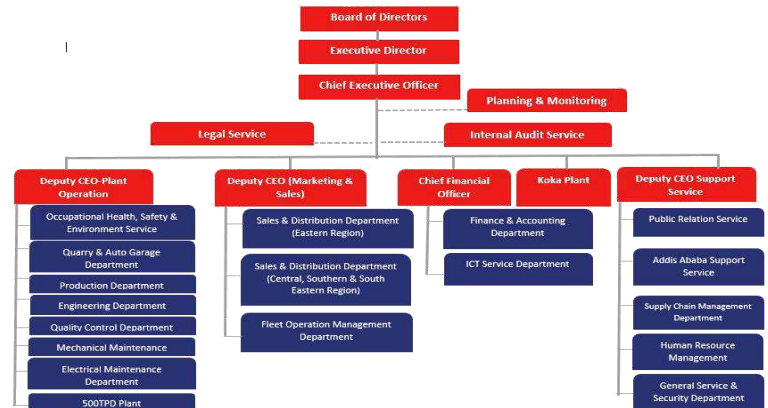 Board of Directors
Executive Director
Chief Executive Officer
Planning & Monitoring
Legal Service
Internal Audit Service
Deputy CEO-Plant
Operation
Occupational Health, Safety &
Environment Service
Quarry & Auto Garage
Department
Production Department
Engineering Department
Quality Control Department
Mechanical Maintenance
Electrical Maintenance
Department
500TPD Plant
Deputy CEO (Marketing &
Sales)
Sales & Distribution Department
(Eastern Region)
Sales & Distribution Department
(Central, Southern & South
Eastern Region)
Fleet Operation Management
Department
Chief Financial
Officer
Finance & Accounting
Department
ICT Service Department
Koka Plant
Deputy CEO Support
Service
Public Relation Service
Addis Ababa Support
Service
Supply Chain Management
Department
Human Resource
Management
General Service &
Security Department